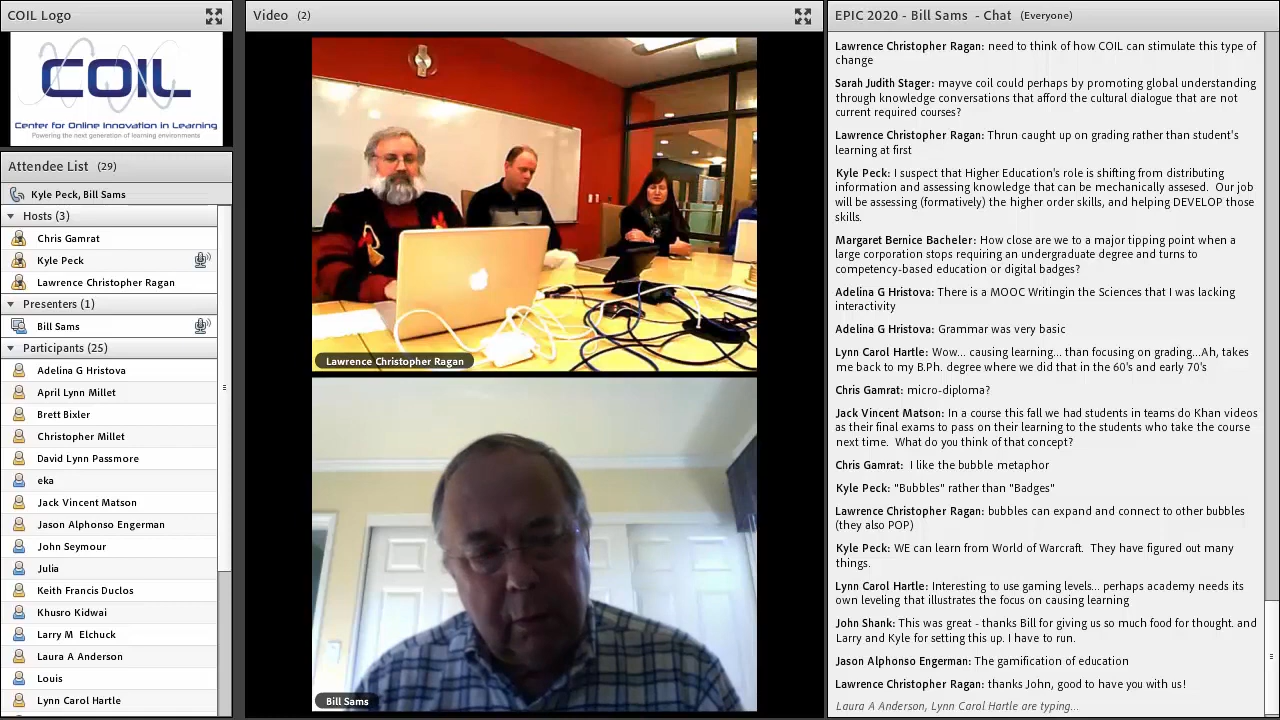 COIL Logo
COIL
Center for Online Innovation in Learning
Powering the next generation of learning environments
Attendee List (29)
Kyle Peck, Bill Sams
Hosts (3)
Chris Gamrat
Kyle Peck
Lawrence Christopher Ragan
Presenters (1)
Bill Sams
Participants (25)
Adelina G Hristova
April Lynn Millet
Brett Bixler
Christopher Millet
David Lynn Passmore
eka
Jack Vincent Matson
Jason Alphonso Engerman
John Seymour
Julia
Keith Francis Duclos
Khusro Kidwai
Larry M Elchuck
Laura A Anderson
Louis
Lynn Carol Hartle
Video (2)
Lawrence Christopher Ragan
Bill Sams
EPIC 2020 - Bill Sams - Chat (Everyone)
Lawrence Christopher Ragan: need to think of how COIL can stimulate this type of
charge
Sarah Judith Stager: mayve coil could perhaps by promoting global understanding
through knowledge conversations that afford the cultural dialogue that are not
current required courses?
Lawrence Christopher Ragan: Thrun caught up on grading rather than student's
learning at first
Kyle Peck: I suspect that Higher Education's role is shifting from distributing
information and assessing knowledge that can be mechanically assesed. Our job
will be assessing (formatively) the higher order skills, and helping DEVELOP those
skills.
Margaret Bernice Bacheler: How close are we to a major tipping point when a
large corporation stops requiring an undergraduate degree and turns to
competency-based education or digital badges?
Adelina G Hristova: There is a MOOC Writingin the Sciences that I was lacking
interactivity
Adelina G Hristova: Grammar was very basic
Lynn Carol Hartle: Wow... causing learning... and focusing on grading...Ah, takes
me back to my B.Ph. degree where we did that in the 60's and early 70's
Chris Gamrat: micro-diploma?
Jack Vincent Matson: In a course this fall we had students in teams do Khan videos
as their final exams to pass on their learning to the students who take the course
next time. What do you think of that concept?
Chris Gamrat: I like the bubble metaphor
Kyle Peck: "Bubbles" rather than "Badges"
Lawrence Christopher Ragan: bubbles can expand and connect to other bubbles
(they also POP)
Kyle Peck: WE can learn from World of Warcraft. They have figured out many
things.
Lynn Carol Hartle: Interesting to use gaming levels... perhaps academy needs its
own leveling that illustrates the focus on causing learning
John Shank: This was great - thanks Bill for giving us so much food for thought. and
Larry and Kyle for setting this up. I have to run.
Jason Alphonso Engerman: The gamification of education
Lawrence Christopher Ragan: thanks John, good to have you with us!
Laura A Anderson, Lynn Carol Hartle are typing...